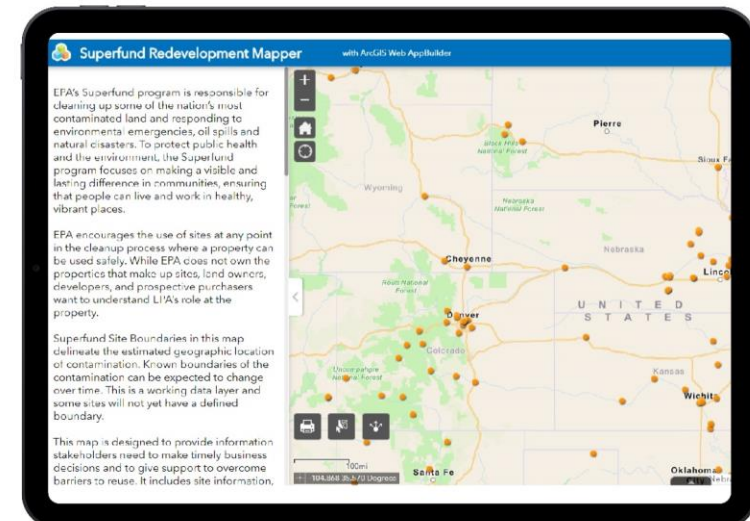 Superfund Redevelopment Mapper
with ArcGIS Web AppBuilder
EPA's Superfund program is responsible for
cleaning up some of the nation's most
contaminated land and responding to
environmental emergencies, oil spills and
natural disasters. To protect public health
and the environment, the Superfund
program focuses on making a visible and
lasting difference in communities, ensuring
that people can live and work in healthy,
vibrant places.
EPA encourages the use of sites at any point
in the cleanup process where a property can
be used safely. While EPA does not own the
properties that make up sites, land owners,
developers, and prospective purchasers
want to understand EPA's role at the
property.
Superfund Site Boundaries in this map
delineate the estimated geographic location
of contamination. Known boundaries of the
contamination can be expected to change
over time. This is a working data layer and
some sites will not yet have a defined
boundary.
This map is designed to provide information
stakeholders need to make timely business
decisions and to give support to overcome
barriers to reuse. It includes site information,
+
−
Pierre
Black Hills
National Forest
Sioux Fa
Wyoming
Forest
Nebraska
National Forest
Nebraska
Cheyenne
Lincol
Routt National
Forest
Denver
UNITED
STATES
Colorado
Uncompahgre
National Forest
Kansas
Wichita
100mi
Degrees
Santa Fe
Oklahoma
City